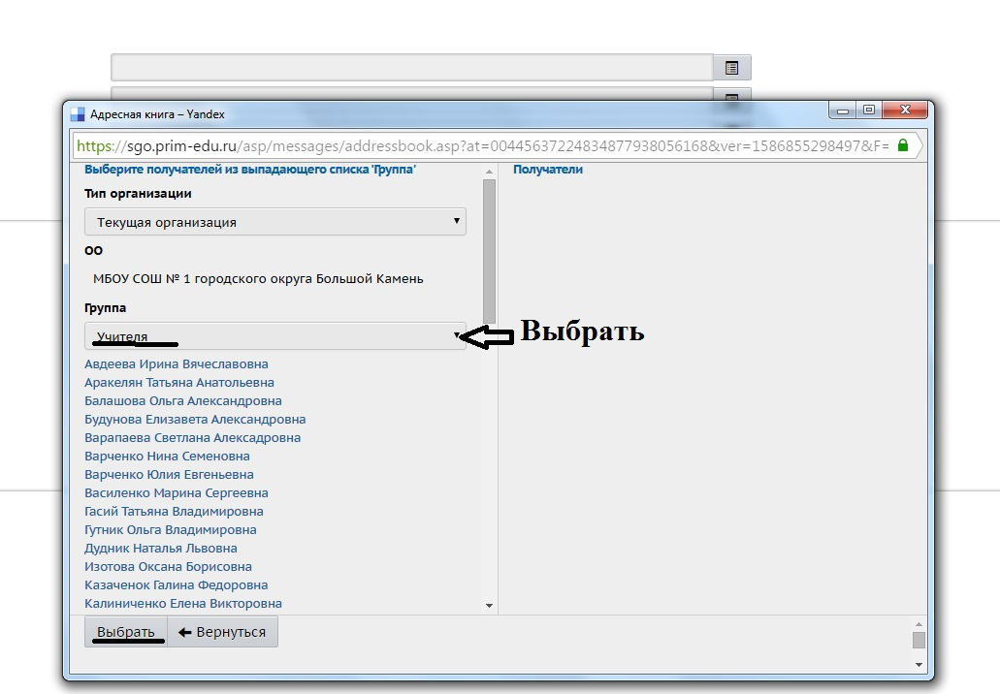 Адресная книга – Yandex
https://sgo.prim-edu.ru/asp/messages/addressbook.asp?at=004456372248348779380561​68&ver=1586855298497&F=
Выберите получателей из выпадающего списка 'Группа'
Получатели
Тип организации
Текущая организация
ОО
МБОУ СОШ № 1 городского округа Большой Камень
Группа
Учителя
Выбрать
Авдеева Ирина Вячеславовна
Аракелян Татьяна Анатольевна
Балашова Ольга Александровна
Будунова Елизавета Александровна
Варапаева Светлана Алексадровна
Варченко Нина Семеновна
Варченко Юлия Евгеньевна
Василенко Марина Сергеевна
Гасий Татьяна Владимировна
Гутник Ольга Владимировна
Дудник Наталья Львовна
Изотова Оксана Борисовна
Казаченок Галина Федоровна
Калиниченко Елена Викторовна
Выбрать
Вернуться